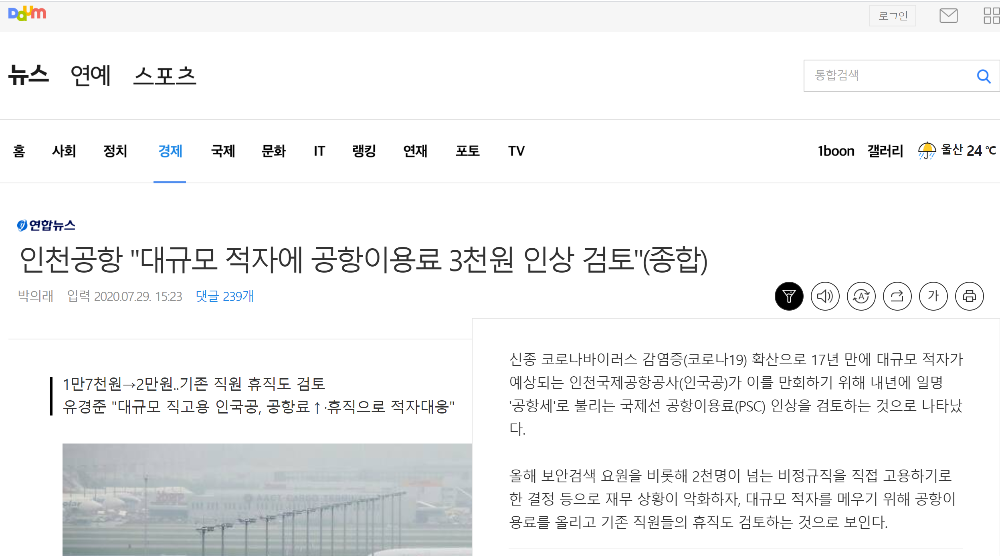 Daum
로그인
뉴스 연예 스포츠
통합검색
홈 사회 정치 경제 국제 문화 IT 랭킹 연재 포토 TV
1boon 갤러리 울산 24 ℃
연합뉴스
인천공항 "대규모 적자에 공항이용료 3천원 인상 검토"(종합)
박의래 입력 2020.07.29. 15:23 댓글 239개
가
1만7천원→2만원..기존 직원 휴직도 검토
유경준 "대규모 직고용 인국공, 공항료↑·휴직으로 적자대응"
신종 코로나바이러스 감염증(코로나19) 확산으로 17년 만에 대규모 적자가
예상되는 인천국제공항공사(인국공)가 이를 만회하기 위해 내년에 일명
'공항세'로 불리는 국제선 공항이용료(PSC) 인상을 검토하는 것으로 나타났
다.
올해 보안검색 요원을 비롯해 2천명이 넘는 비정규직을 직접 고용하기로
한 결정 등으로 재무 상황이 악화하자, 대규모 적자를 메우기 위해 공항이
용료를 올리고 기존 직원들의 휴직도 검토하는 것으로 보인다.